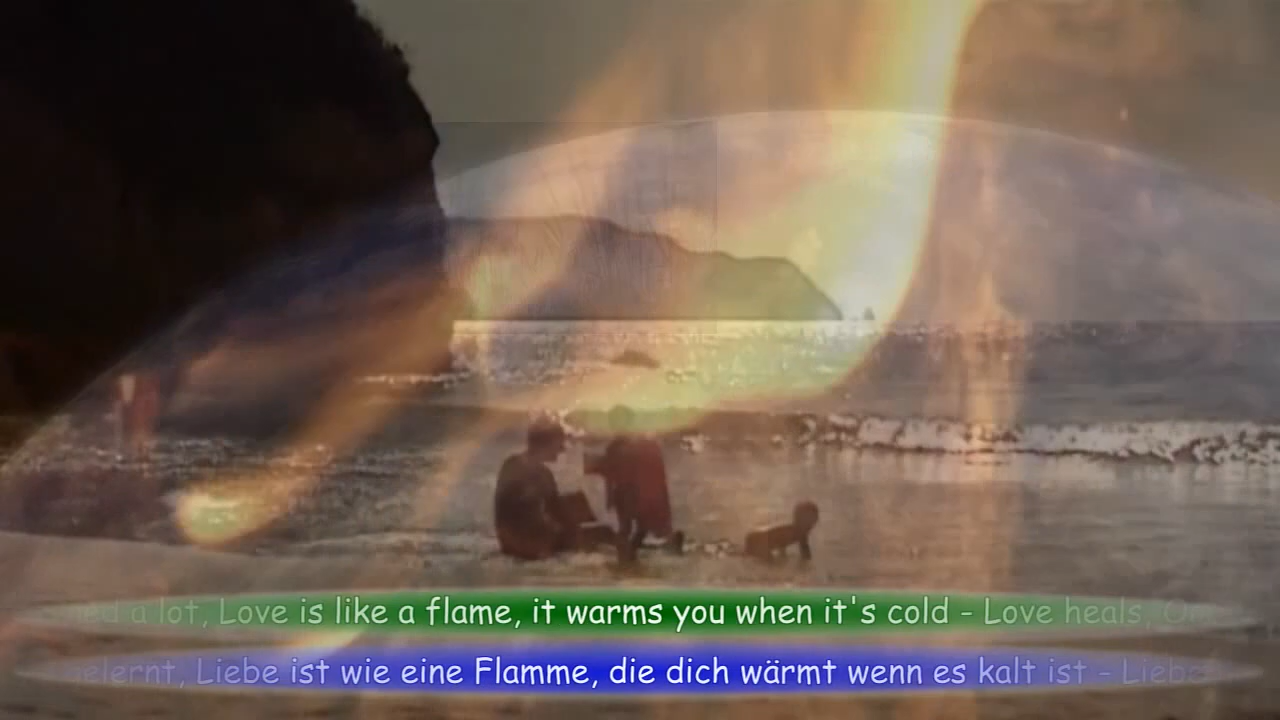 a lot, Love is like a flame, it warms you when it's cold - Love heals,
gelernt, Liebe ist wie eine Flamme, die dich wärmt wenn es kalt ist - Liebe